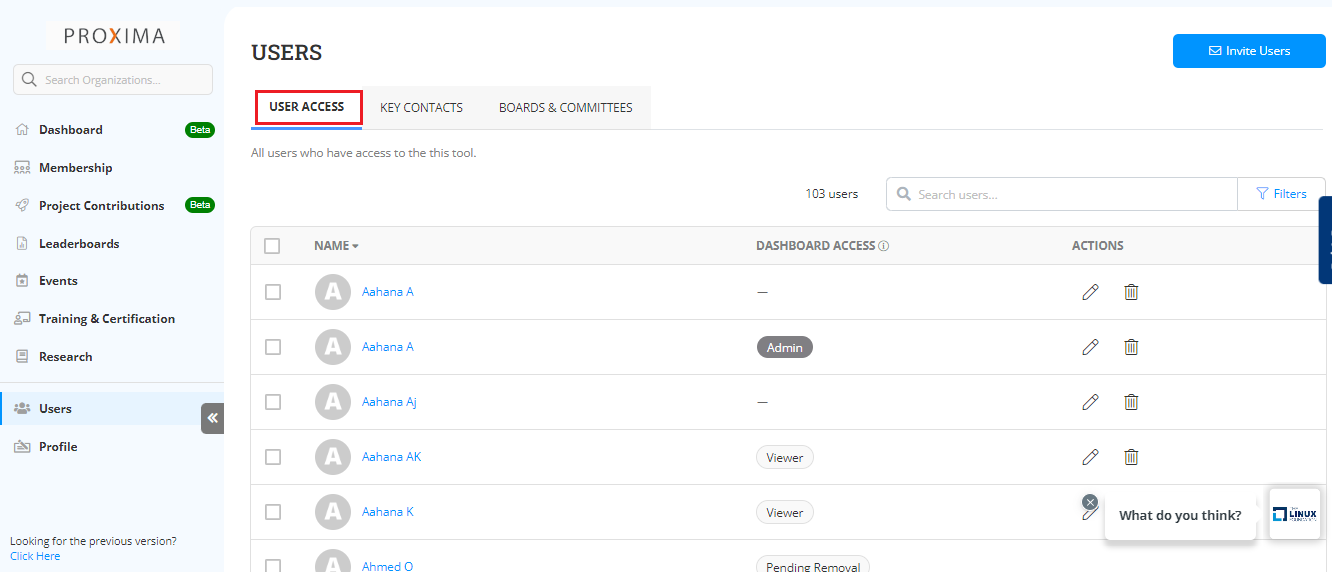 PROXIMA
Search Organizations...
Dashboard
Beta
Membership
Project Contributions
Beta
Leaderboards
Events
Training & Certification
Research
Users
Profile
Looking for the previous version?
Click Here
USERS
Invite Users
USER ACCESS
KEY CONTACTS
BOARDS & COMMITTEES
All users who have access to the this tool.
103 users
Search users...
Filters
NAME
DASHBOARD ACCESS
ACTIONS
A
Aahana A
—
A
Aahana A
Admin
A
Aahana Aj
—
A
Aahana AK
Viewer
A
Aahana K
Viewer
A
Ahmed O
Pending Removal
What do you think?
THE
LINUX
FOUNDATION